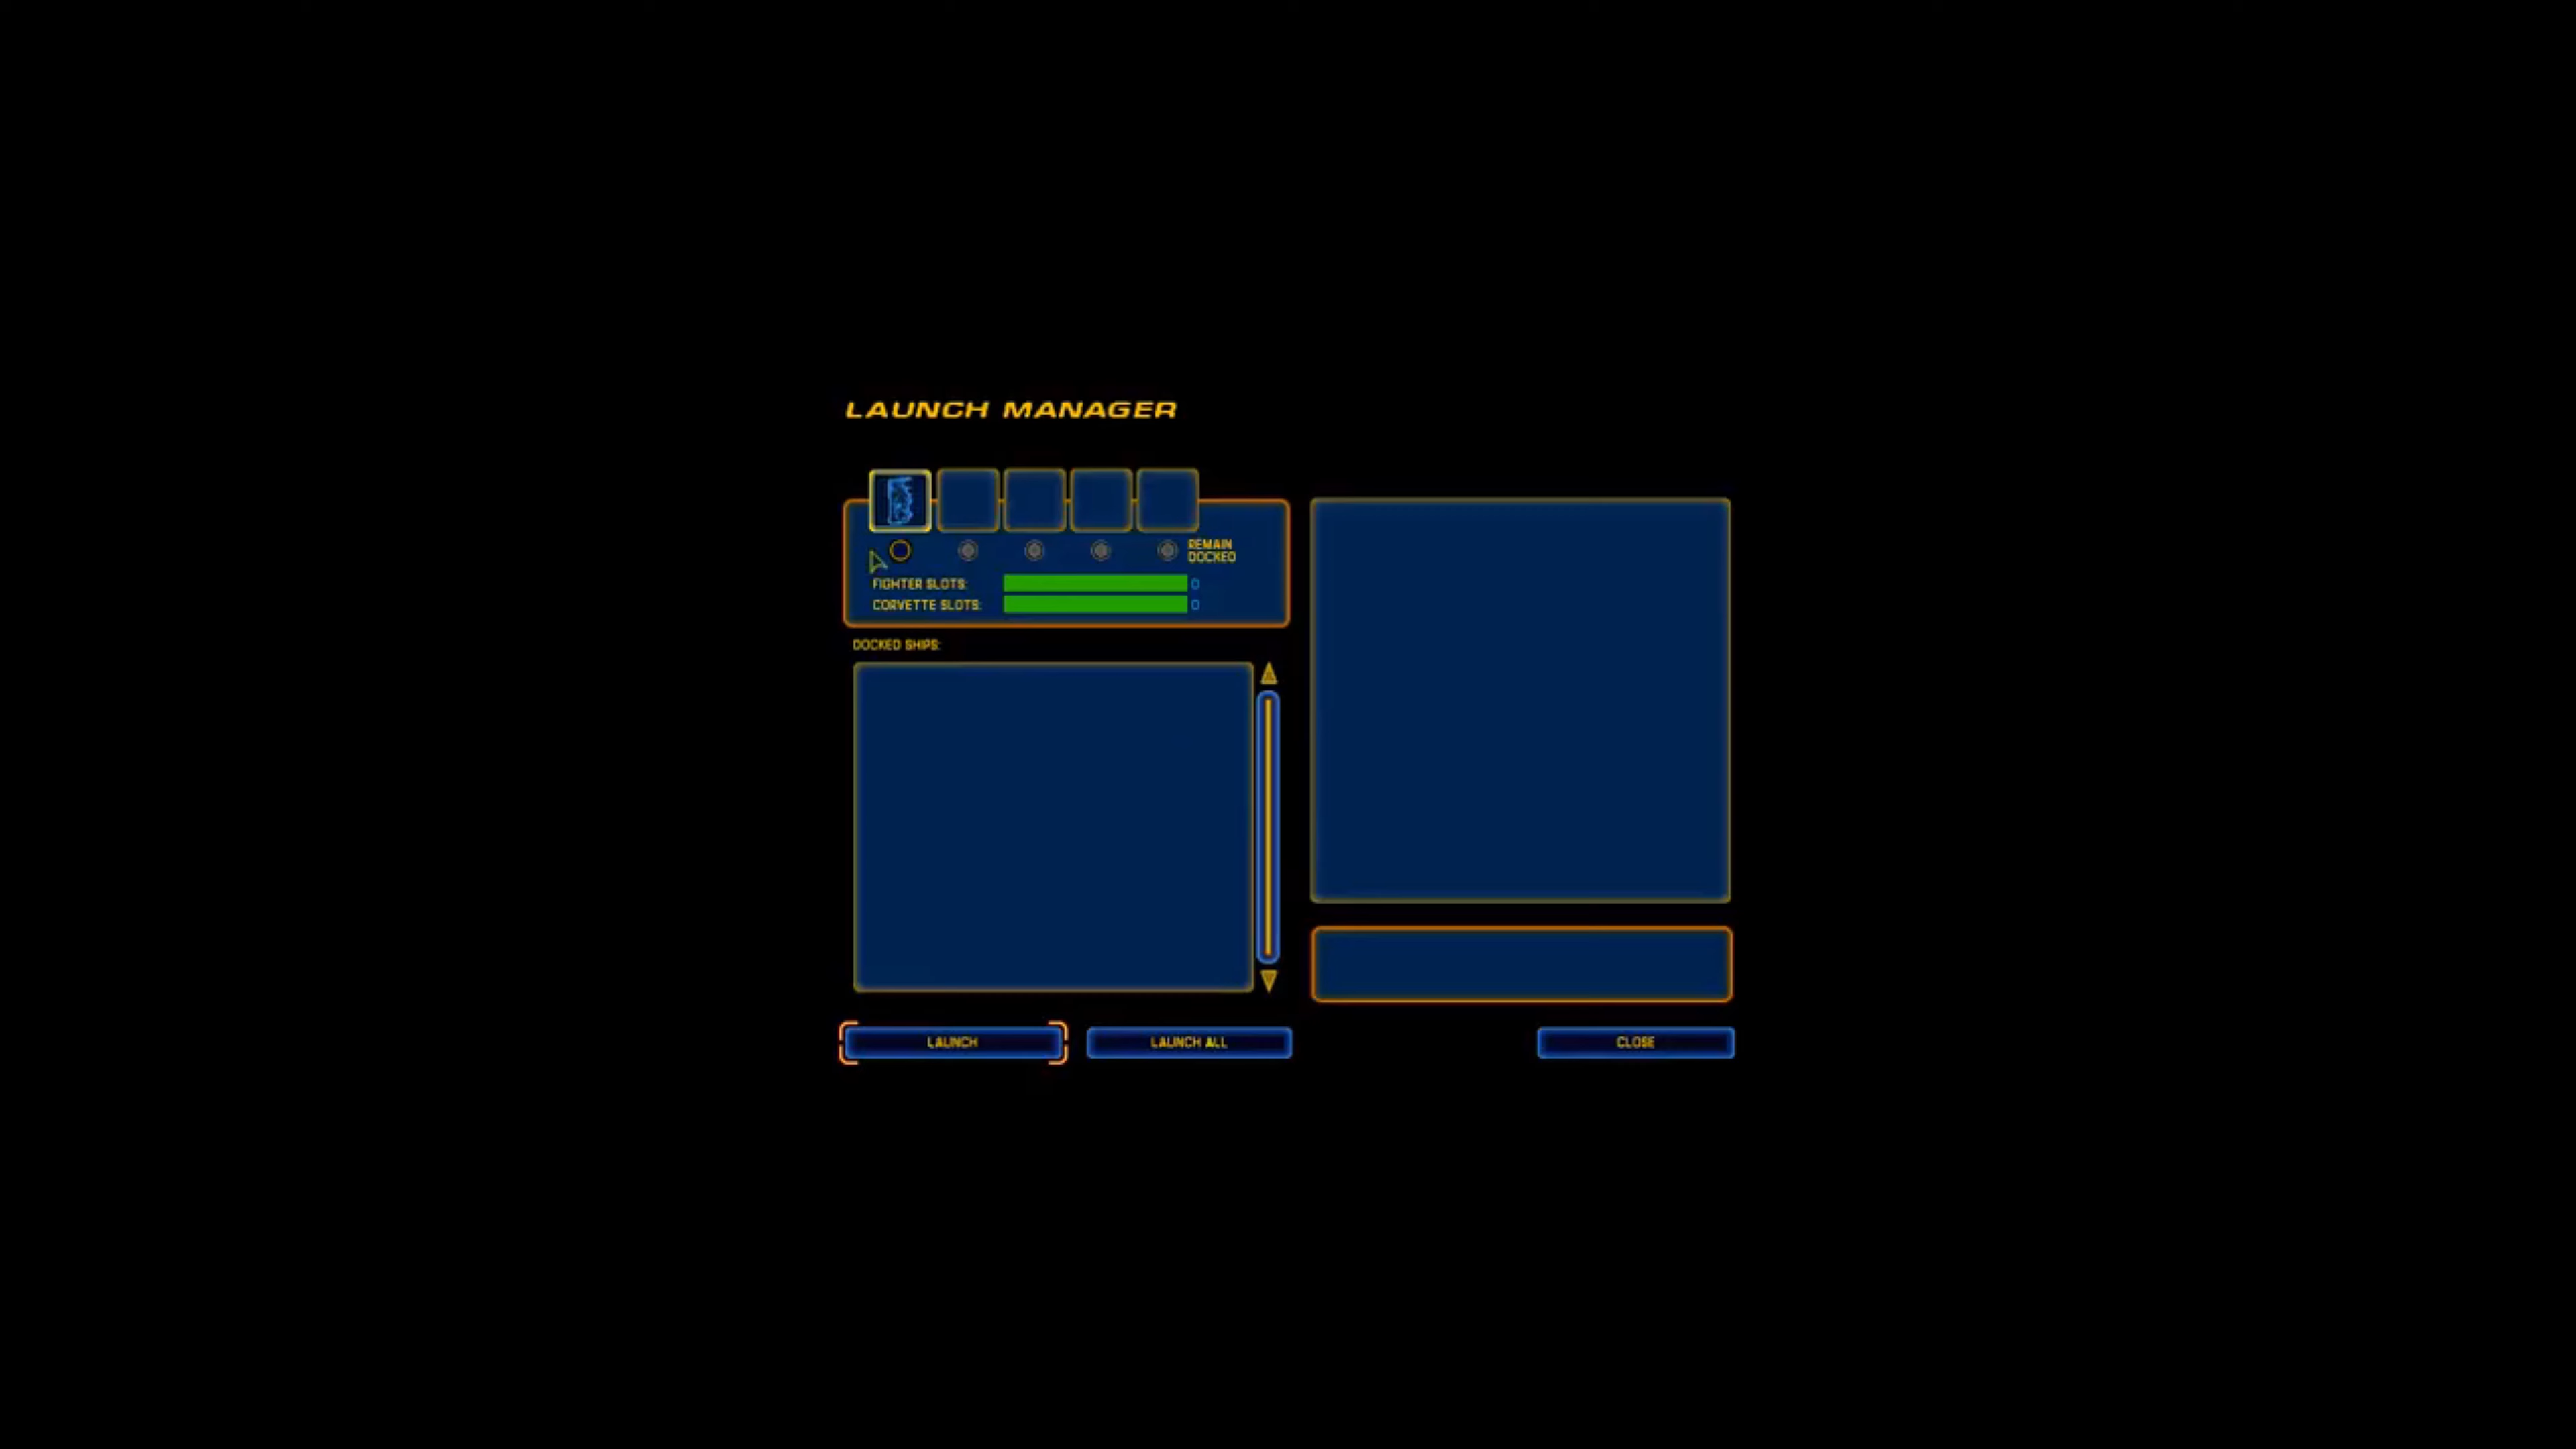 LAUNCH MANAGER
REMAIN
DOCKED
FIGHTER SLOTS: 0
CORVETTE SLOTS: 0
DOCKED SHIPS:
LAUNCH
LAUNCH ALL
CLOSE